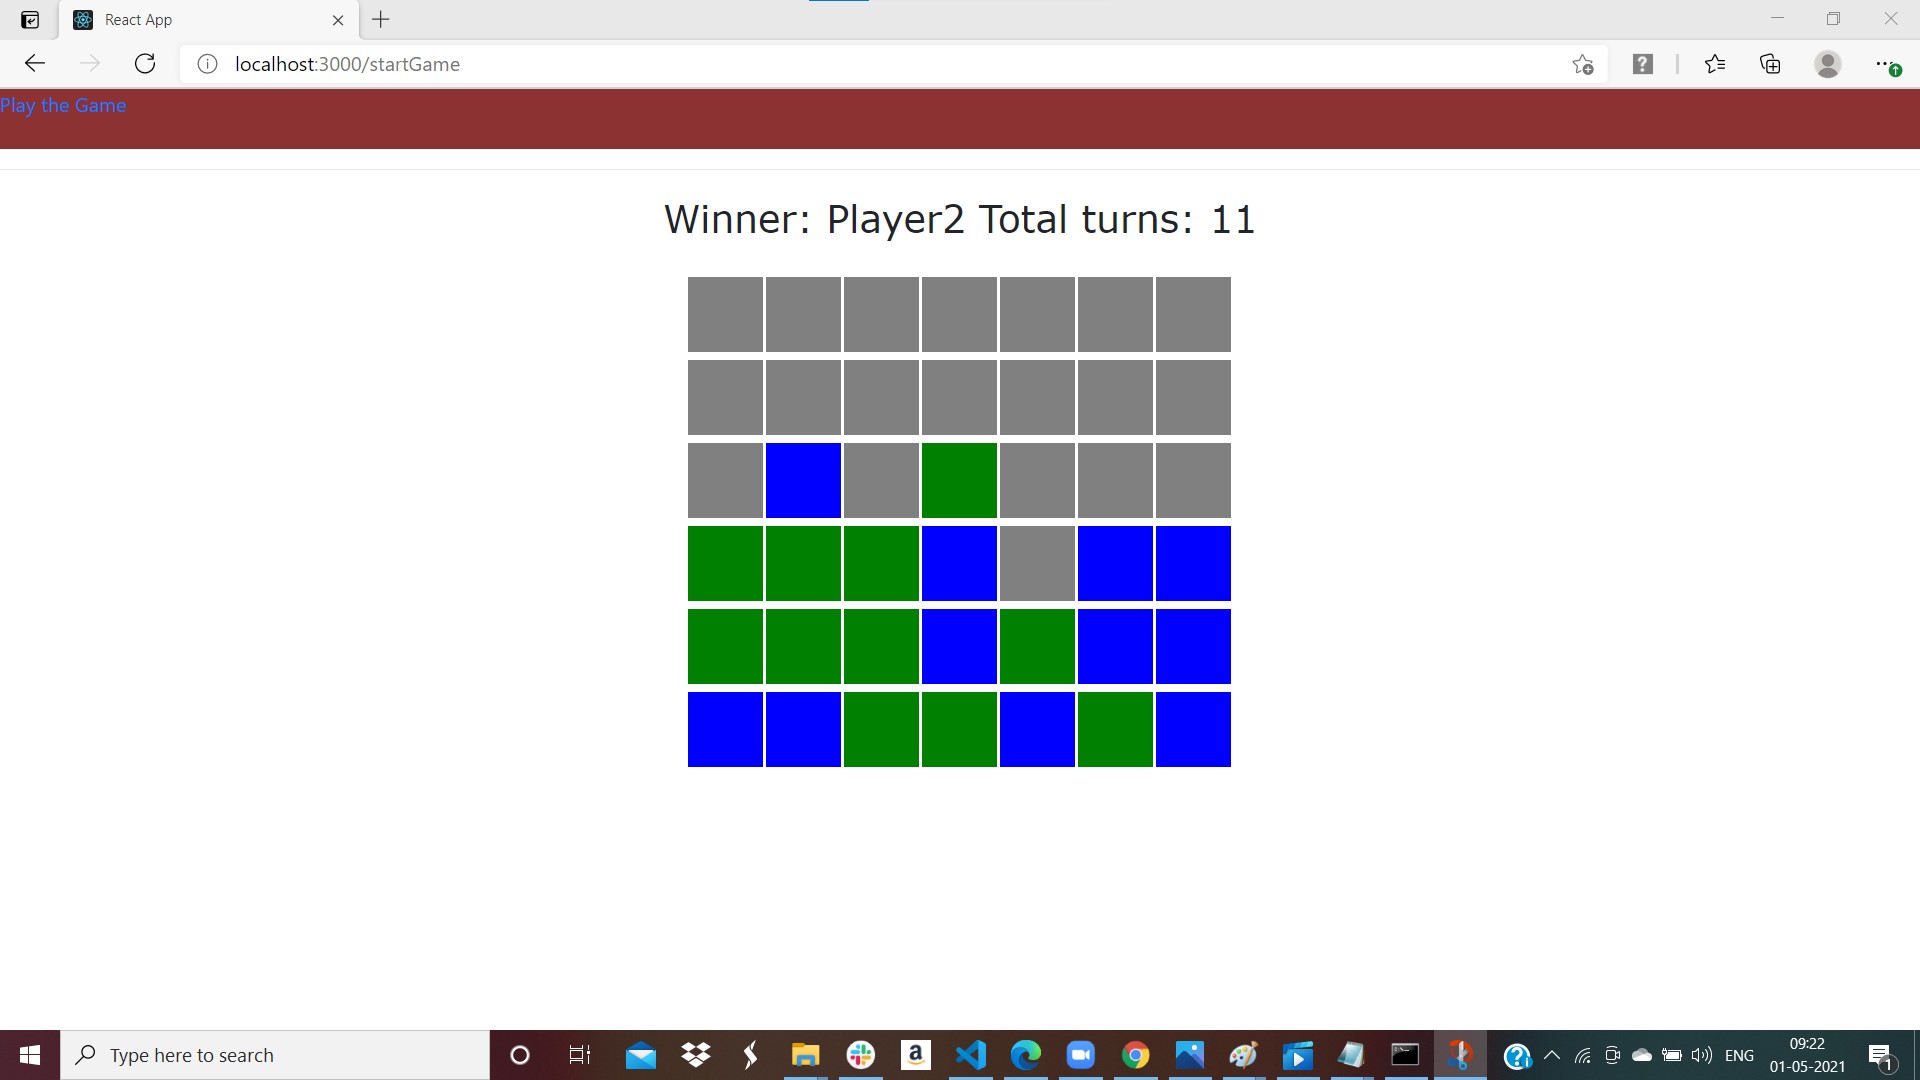 React App
localhost:3000/startGame
Play the Game
Winner: Player2 Total turns: 11
Type here to search
ENG
09:22
01-05-2021
1